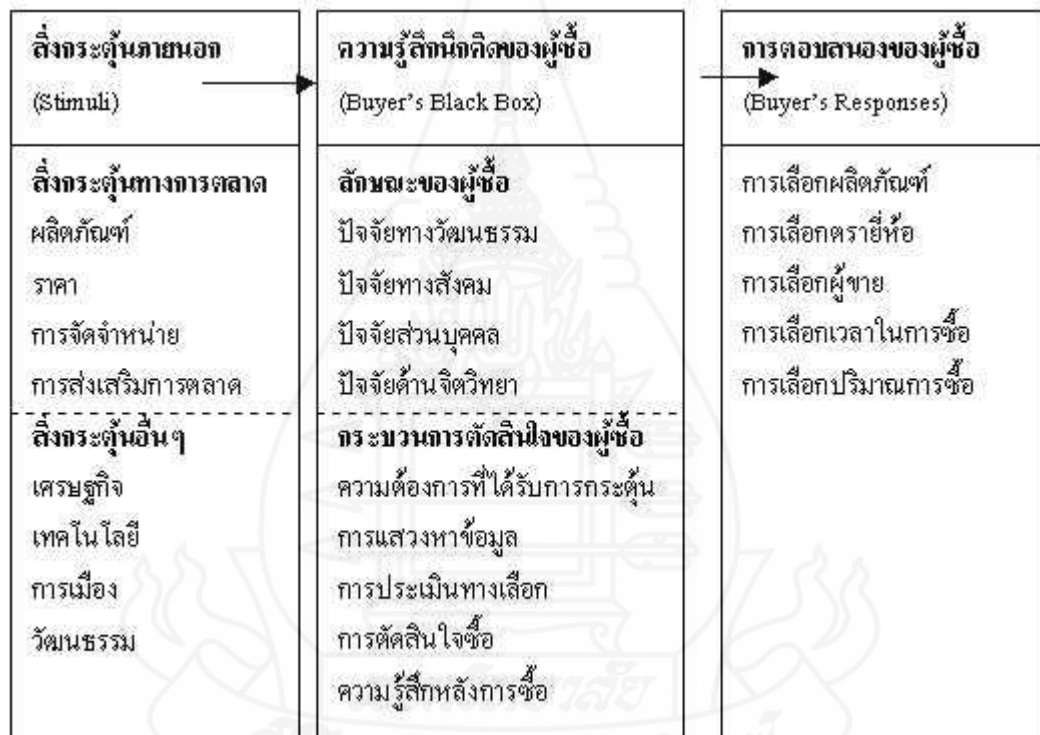 สิ่งกระตุ้นภายนอก
(Stimuli)
สิ่งกระตุ้นทางการตลาด
ผลิตภัณฑ์
ราคา
การจัดจำหน่าย
การส่งเสริมการตลาด
สิ่งกระตุ้นอื่นๆ
เศรษฐกิจ
เทคโนโลยี
การเมือง
วัฒนธรรม
ความรู้สึกนึกคิดของผู้ซื้อ
(Buyer's Black Box)
ลักษณะของผู้ซื้อ
ปัจจัยทางวัฒนธรรม
ปัจจัยทางสังคม
ปัจจัยส่วนบุคคล
ปัจจัยด้านจิตวิทยา
กระบวนการตัดสินใจของผู้ซื้อ
ความต้องการที่ได้รับการกระตุ้น
การแสวงหาข้อมูล
การประเมินทางเลือก
การตัดสินใจซื้อ
ความรู้สึกหลังการซื้อ
การตอบสนองของผู้ซื้อ
(Buyer's Responses)
การเลือกผลิตภัณฑ์
การเลือกตรายี่ห้อ
การเลือกผู้ขาย
การเลือกเวลาในการซื้อ
การเลือกปริมาณการซื้อ